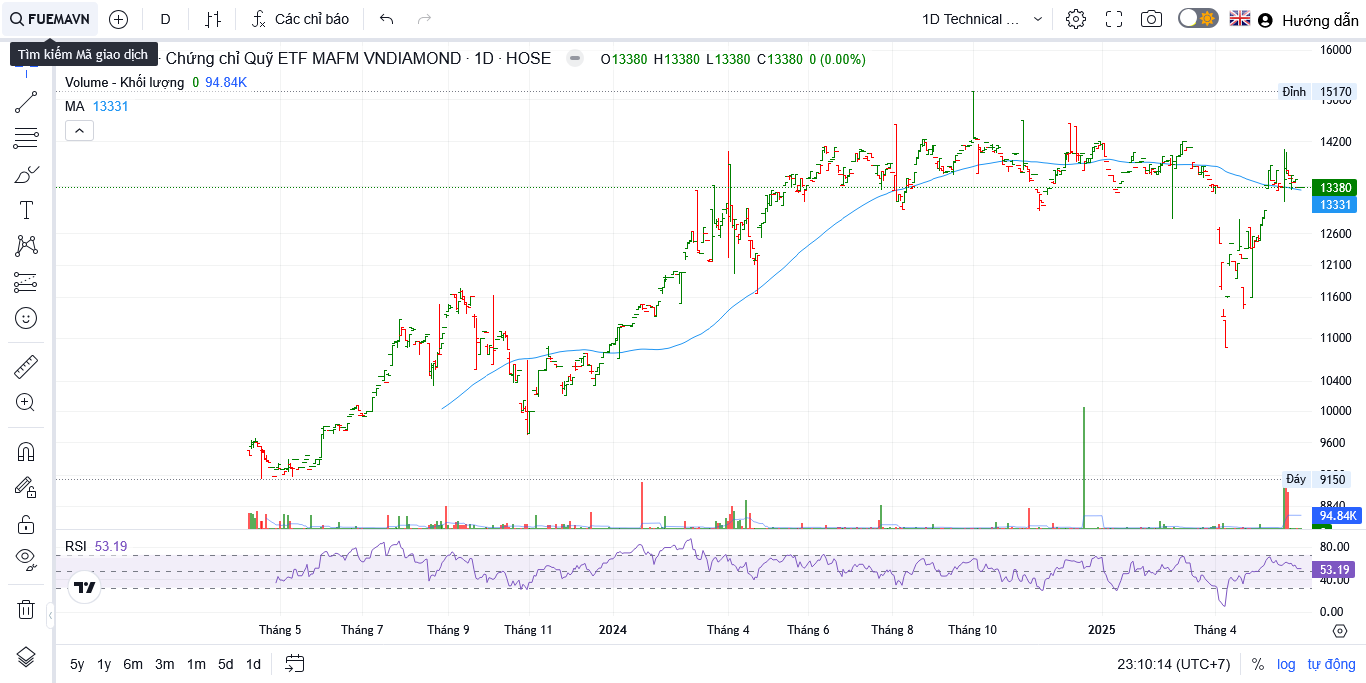 FUEMAVN
D
Các chỉ báo
1D Technical ...
Hướng dẫn
Tìm kiếm Mã giao dịch
· Chứng chỉ Quỹ ETF MAFM VNDIAMOND · 1D · HOSE
O13380 H13380 L13380 C13380 0 (0.00%)
Volume - Khối lượng 0 94.84K
MA 13331
16000
Đỉnh 15170
15000
14200
13380
13331
12600
12100
11600
11000
10400
10000
9600
Đáy 9150
8840
94.84K
RSI 53.19
80.00
53.19
40.00
0.00
Tháng 5 Tháng 7 Tháng 9 Tháng 11 2024 Tháng 4 Tháng 6 Tháng 8 Tháng 10 2025 Tháng 4
5y 1y 6m 3m 1m 5d 1d
23:10:14 (UTC+7) % log tự động